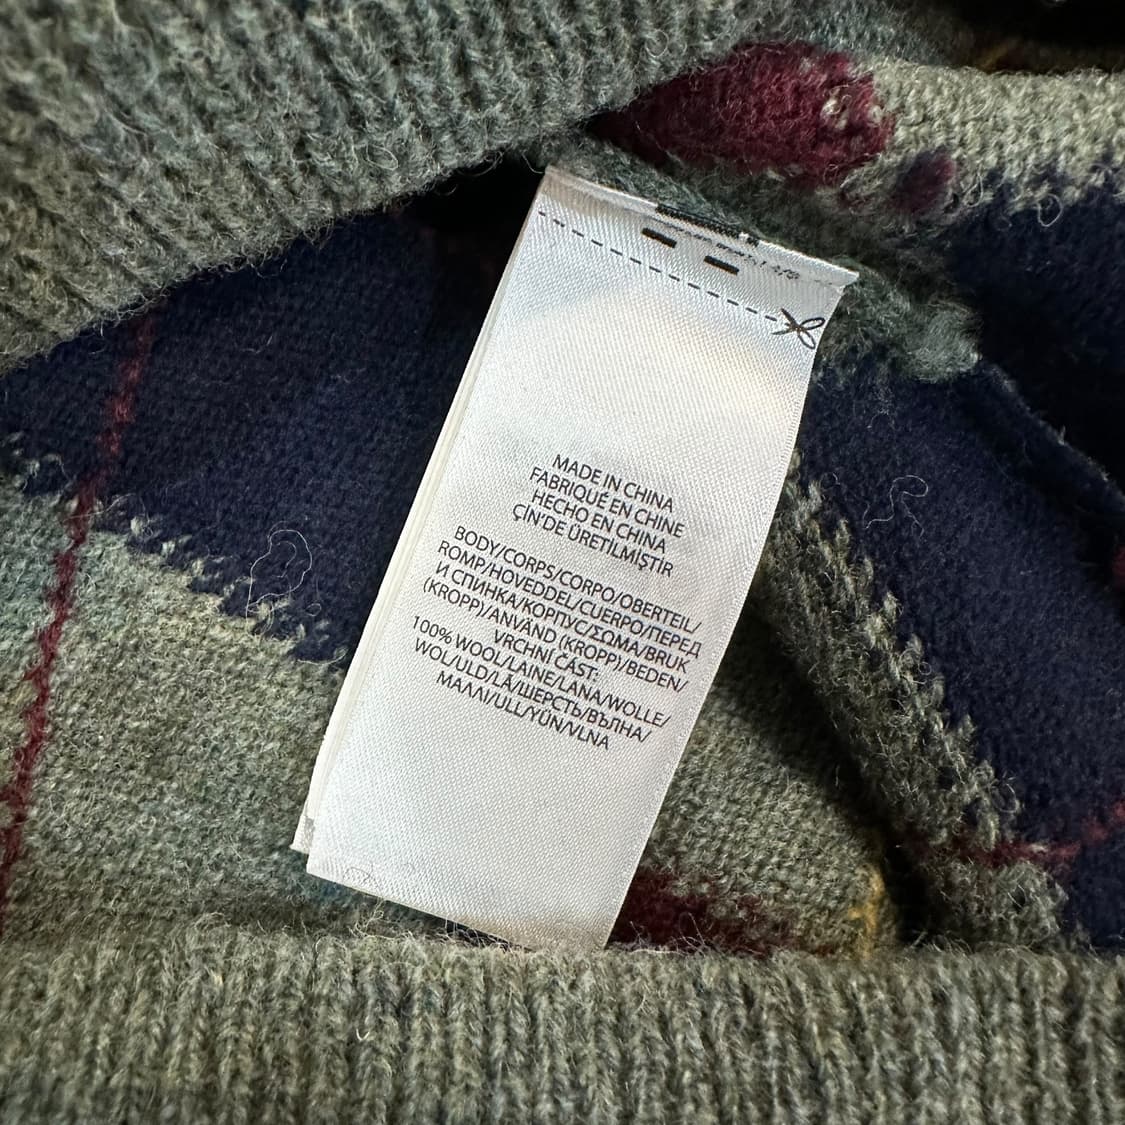 MADE IN CHINA
FABRIQUÉ EN CHINE
HECHO EN CHINA
ÇİN'DE ÜRETİLMİŞTİR
BODY/CORPS/CORPO/OBERTEIL/
ROMP/HOVEDDEL/CUERPO/ПЕРЕД
И СПИНКА/КОРПУС/ΣΩΜΑ/BRUK
(KROPP)/ANVÄND (KROPP)/BEDEN/
VRCHNÍ ČÁST:
100% WOOL/LAINE/LANA/WOLLE/
WOL/ULD/LÃ/ШЕРСТЬ/ВЪЛНА/
ΜΑΛΛΙ/ULL/YÜN/VLNA